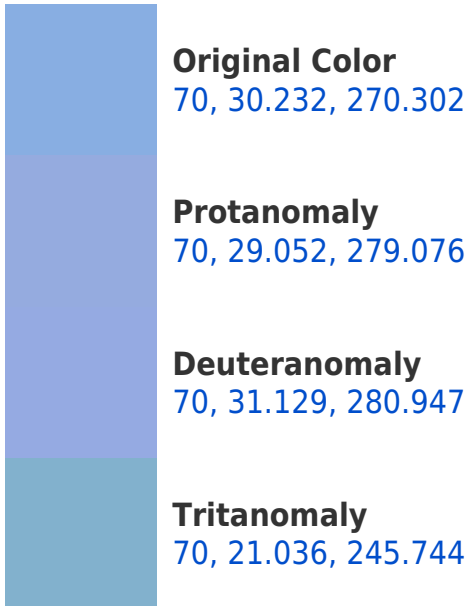 Original Color
70, 30.232, 270.302
Protanomaly
70, 29.052, 279.076
Deuteranomaly
70, 31.129, 280.947
Tritanomaly
70, 21.036, 245.744